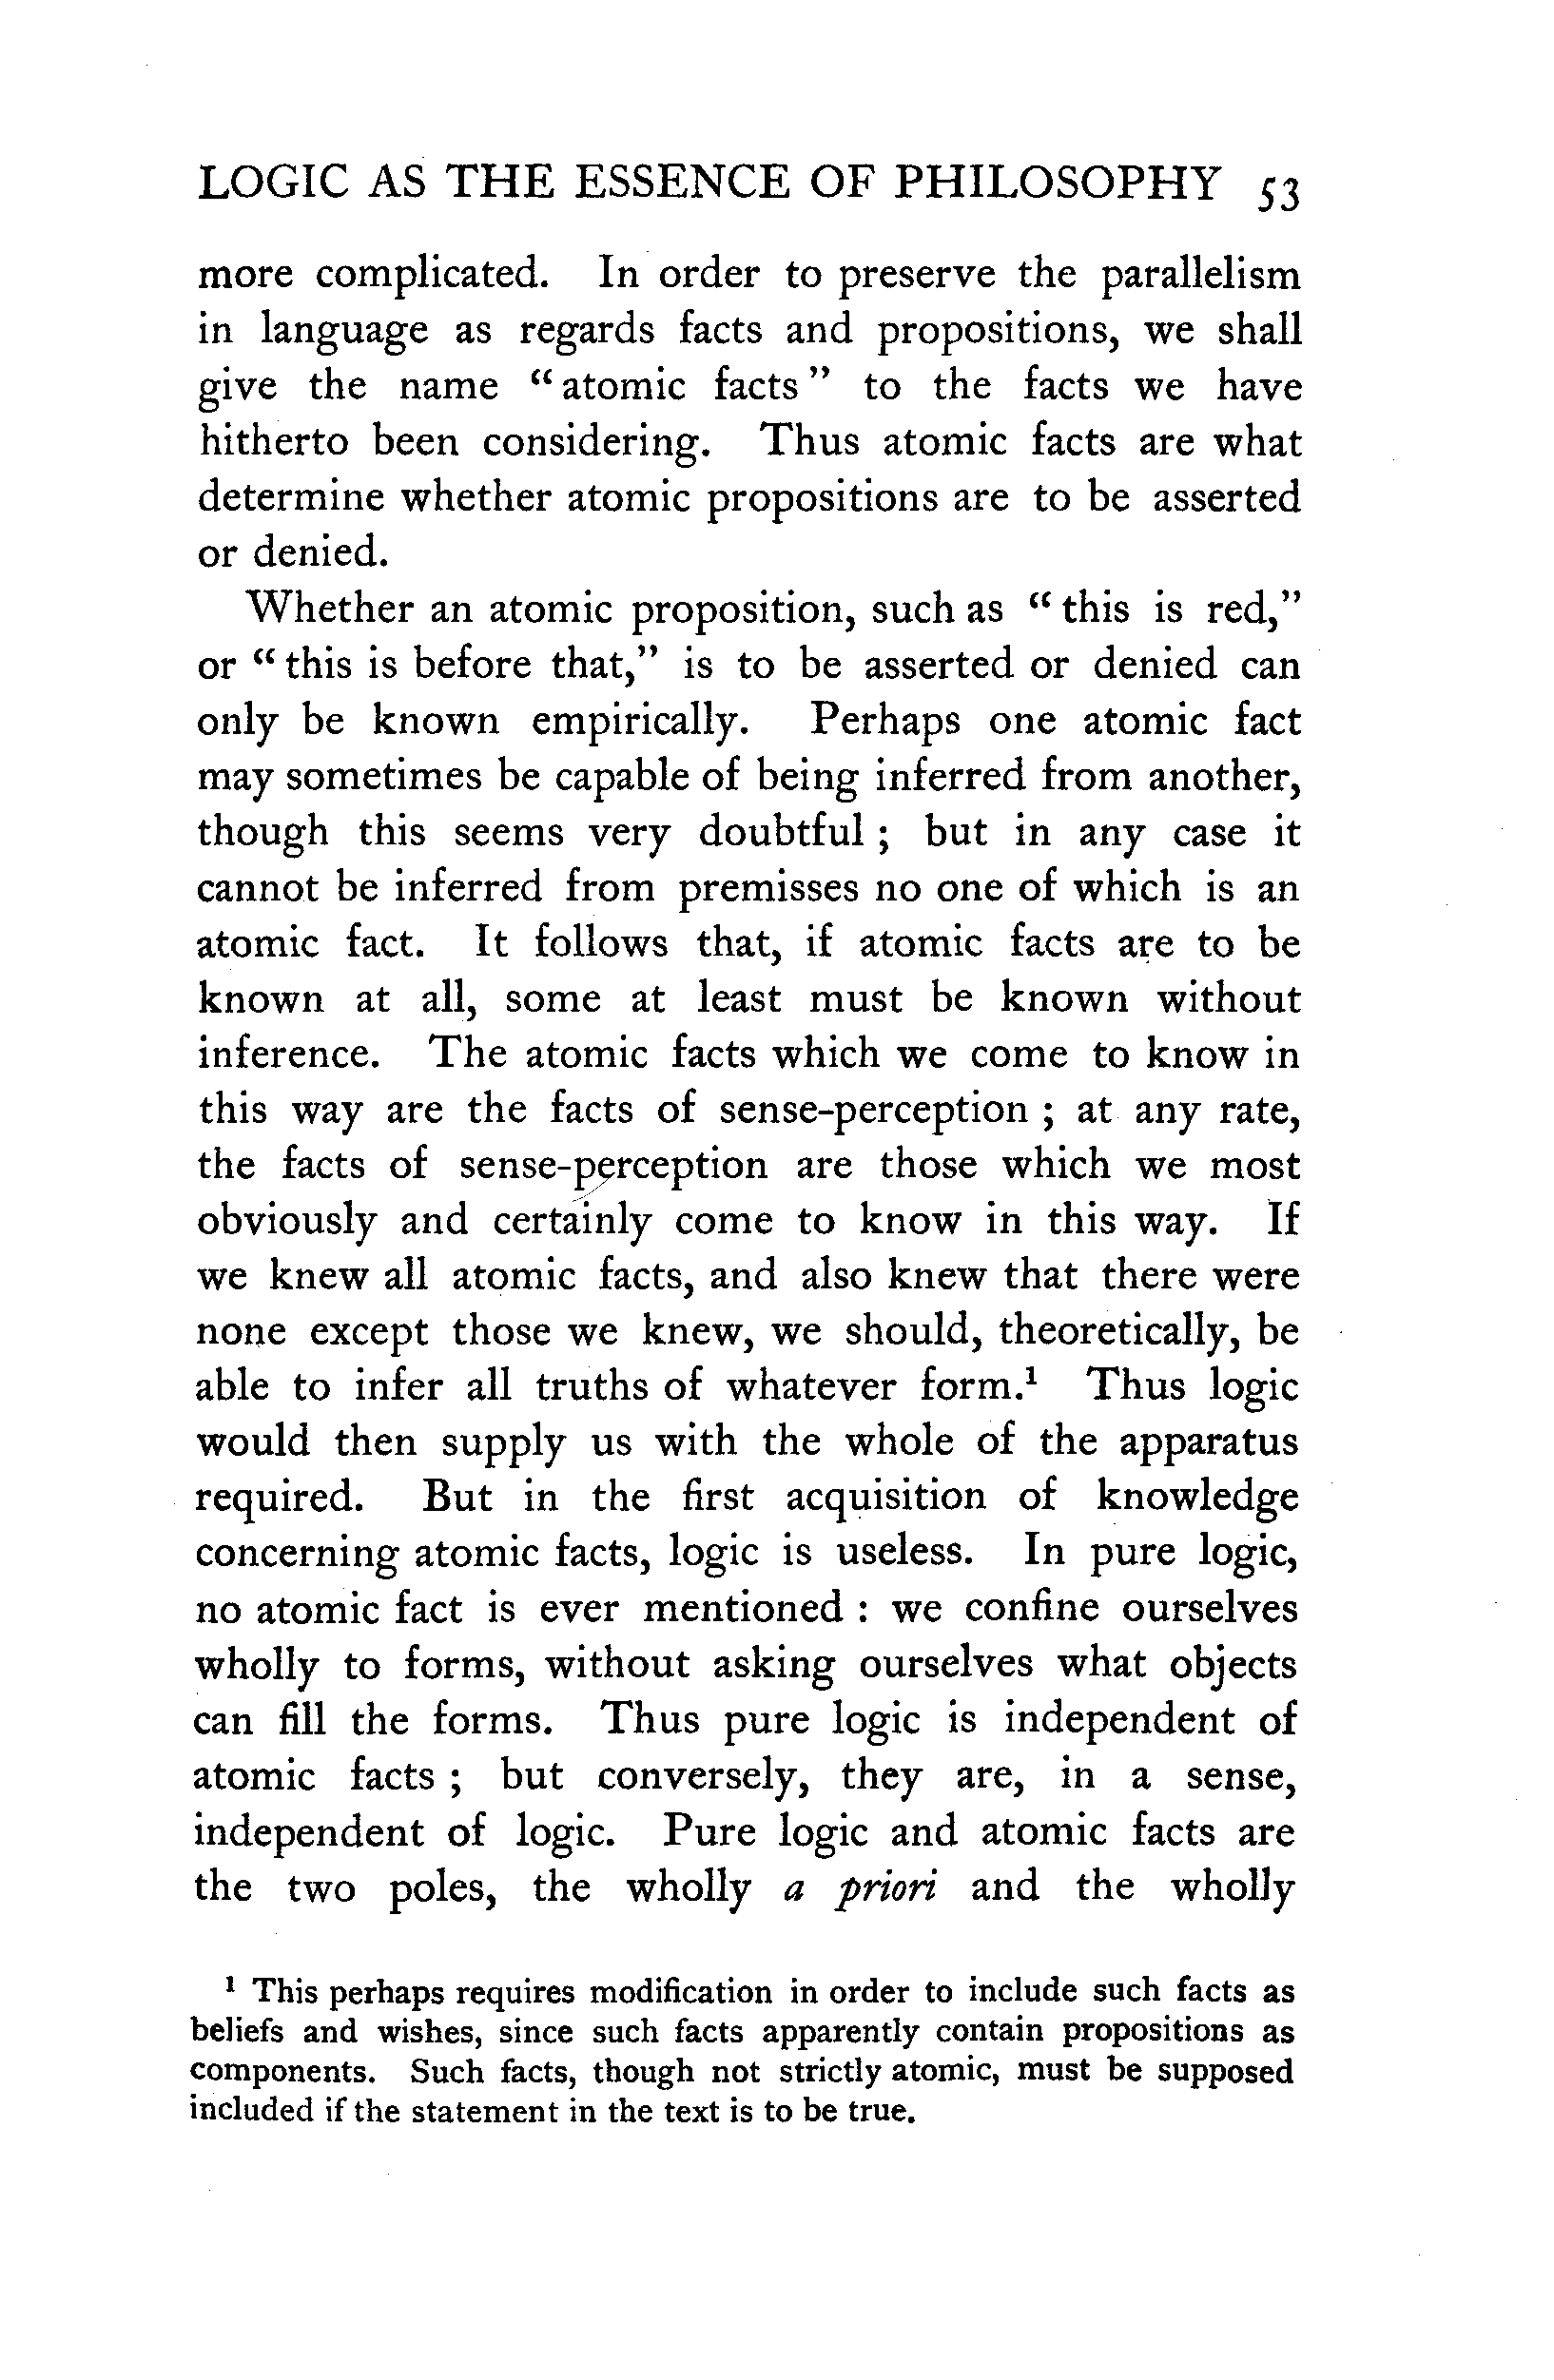 LOGIC AS THE ESSENCE OF PHILOSOPHY 53
more complicated. In order to preserve the parallelism
in language as regards facts and propositions, we shall
give the name “atomic facts” to the facts we have
hitherto been considering. Thus atomic facts are what
determine whether atomic propositions are to be asserted
or denied.
Whether an atomic proposition, such as “this is red,”
or “this is before that,” is to be asserted or denied can
only be known empirically. Perhaps one atomic fact
may sometimes be capable of being inferred from another,
though this seems very doubtful; but in any case it
cannot be inferred from premisses no one of which is an
atomic fact. It follows that, if atomic facts are to be
known at all, some at least must be known without
inference. The atomic facts which we come to know in
this way are the facts of sense-perception; at any rate,
the facts of sense-perception are those which we most
obviously and certainly come to know in this way. If
we knew all atomic facts, and also knew that there were
none except those we knew, we should, theoretically, be
able to infer all truths of whatever form.¹ Thus logic
would then supply us with the whole of the apparatus
required. But in the first acquisition of knowledge
concerning atomic facts, logic is useless. In pure logic,
no atomic fact is ever mentioned: we confine ourselves
wholly to forms, without asking ourselves what objects
can fill the forms. Thus pure logic is independent of
atomic facts; but conversely, they are, in a sense,
independent of logic. Pure logic and atomic facts are
the two poles, the wholly a priori and the wholly
¹ This perhaps requires modification in order to include such facts as
beliefs and wishes, since such facts apparently contain propositions as
components. Such facts, though not strictly atomic, must be supposed
included if the statement in the text is to be true.